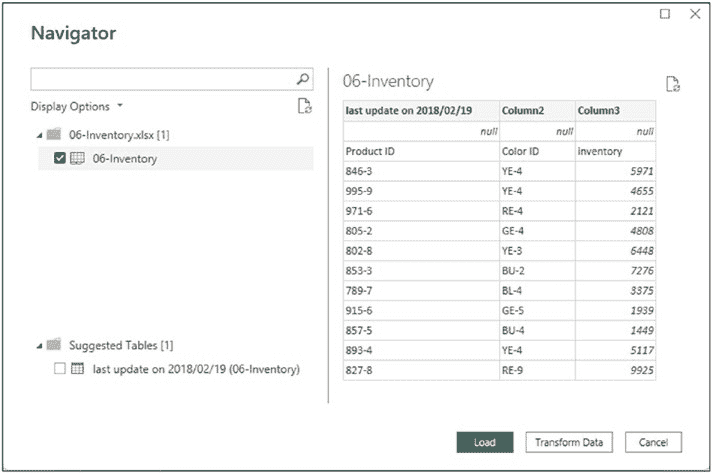 Navigator
Display Options
06-Inventory.xlsx [1]
06-Inventory
Suggested Tables [1]
last update on 2018/02/19 (06-Inventory)
06-Inventory
last update on 2018/02/19 Column2 Column3
null null null
Product ID Color ID inventory
846-3 YE-4 5971
995-9 YE-4 4655
971-6 RE-4 2121
805-2 GE-4 4808
802-8 YE-3 6448
853-3 BU-2 7276
789-7 BL-4 3375
915-6 GE-5 1939
857-5 BU-4 1449
893-4 YE-4 5117
827-8 RE-9 9925
Load Transform Data Cancel